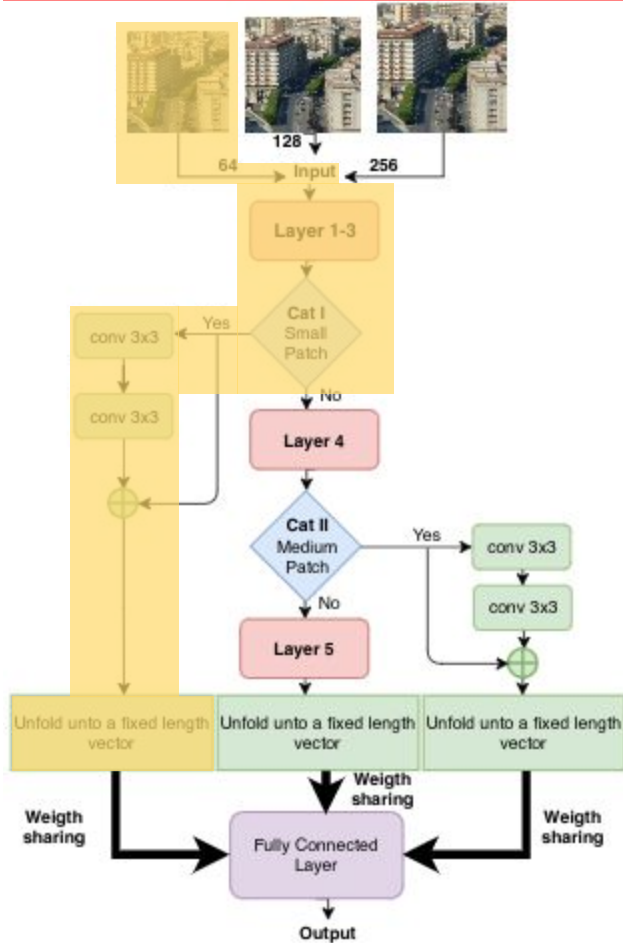 128
64
Input
256
Layer 1-3
Cat I
Small
Patch
Yes
conv 3x3
conv 3x3
No
Layer 4
Cat II
Medium
Patch
Yes
conv 3x3
conv 3x3
No
Layer 5
Unfold unto a fixed length
vector
Unfold unto a fixed length
vector
Unfold unto a fixed length
vector
Weigth
sharing
Weigth
sharing
Weigth
sharing
Fully Connected
Layer
Output